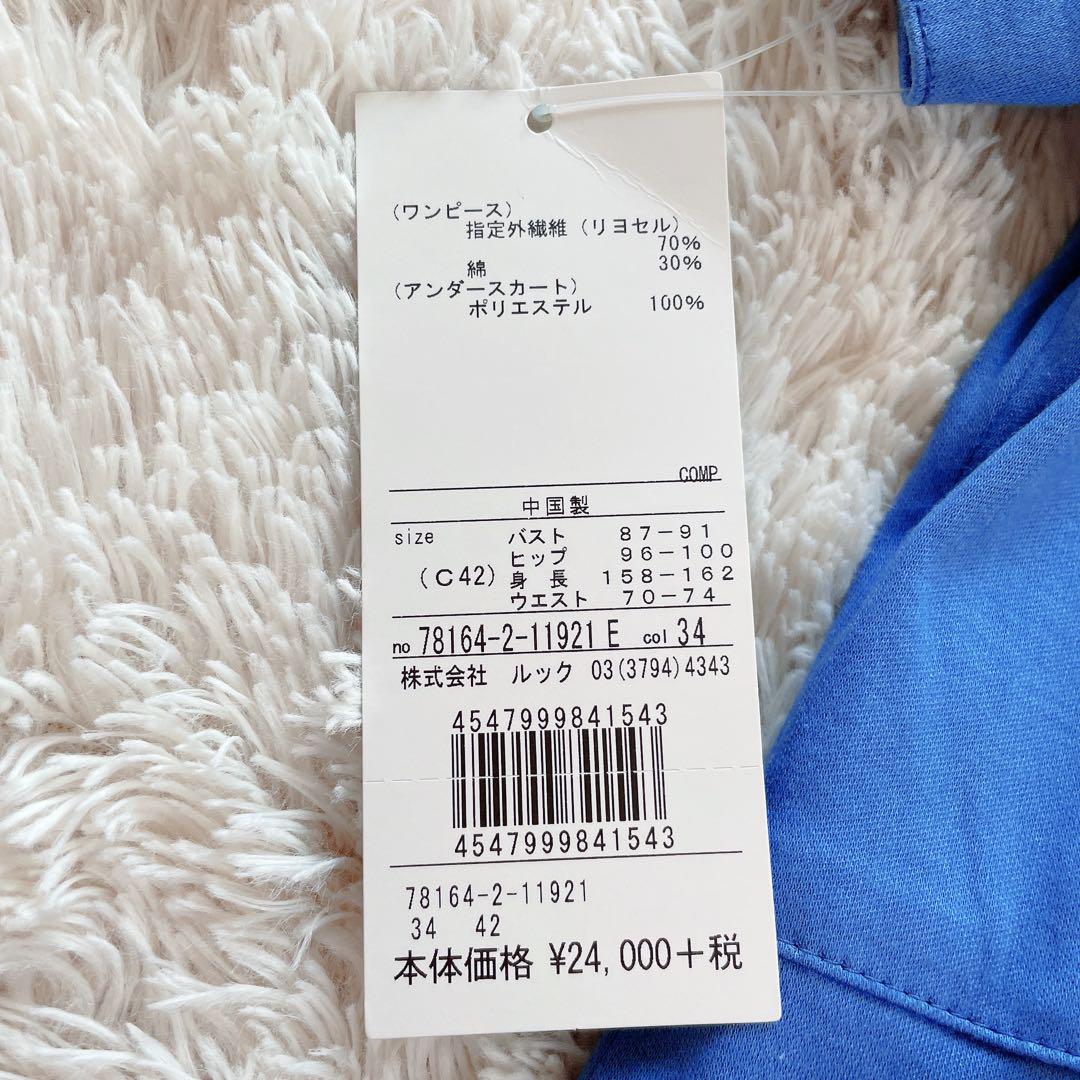 (ワンピース)
指定外繊維(リヨセル)
70%
綿 30%
(アンダースカート)
ポリエステル 100%
COMP
中国製
size バスト 87-91
ヒップ 96-100
(C42) 身 長 158-162
ウエスト 70-74
no 78164-2-11921 E col 34
株式会社 ルック 03(3794)4343
4547999841543
4547999841543
78164-2-11921
34 42
本体価格 ¥24,000+税